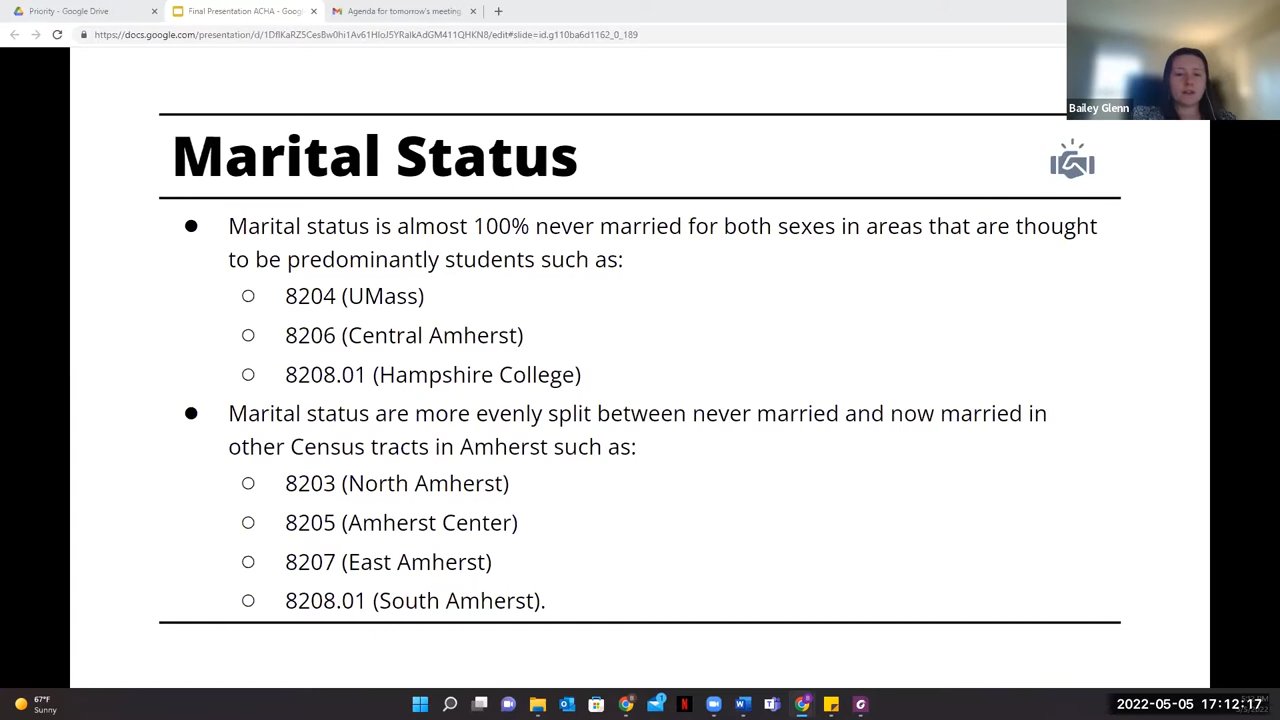 Priority - Google Drive
Final Presentation ACHA - Goog
Agenda for tomorrow's meeting
Bailey Glenn
Marital Status
● Marital status is almost 100% never married for both sexes in areas that are thought
to be predominantly students such as:
○ 8204 (UMass)
○ 8206 (Central Amherst)
○ 8208.01 (Hampshire College)
● Marital status are more evenly split between never married and now married in
other Census tracts in Amherst such as:
○ 8203 (North Amherst)
○ 8205 (Amherst Center)
○ 8207 (East Amherst)
○ 8208.01 (South Amherst).
67°F
Sunny
2022-05-05 17:12:17